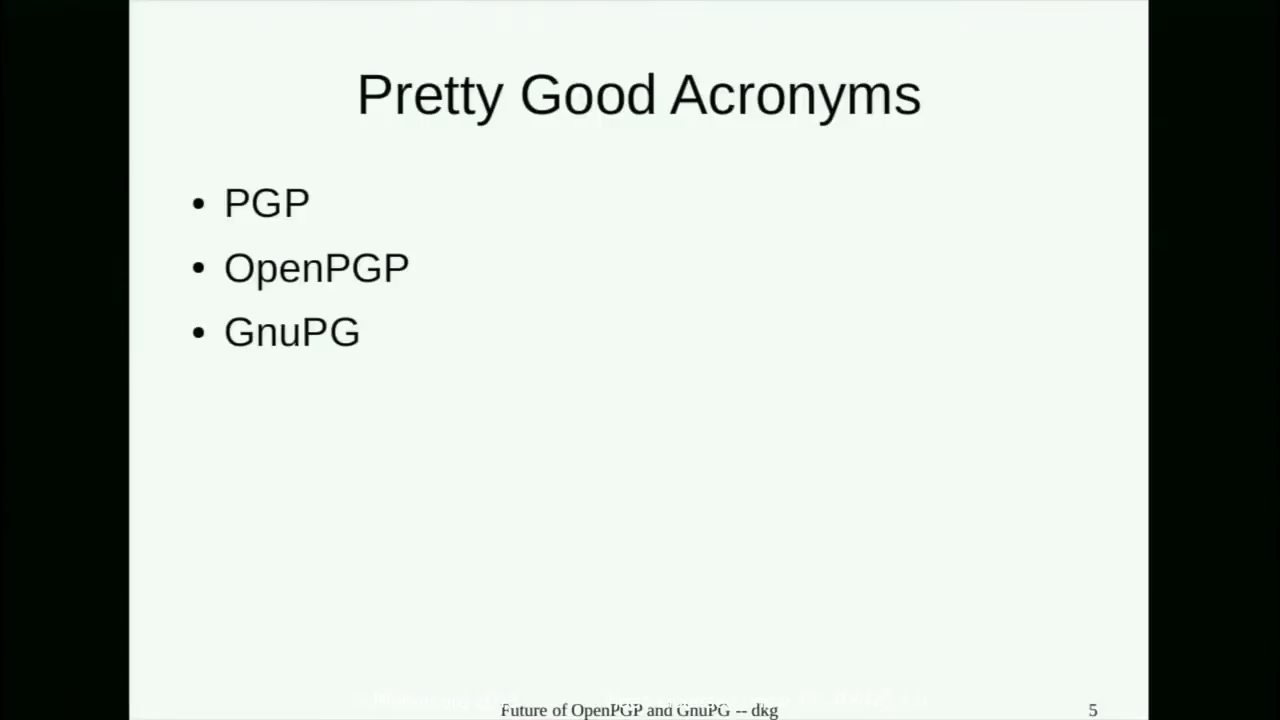 Pretty Good Acronyms
• PGP
• OpenPGP
• GnuPG
Future of OpenPGP and GnuPG -- dkg
5